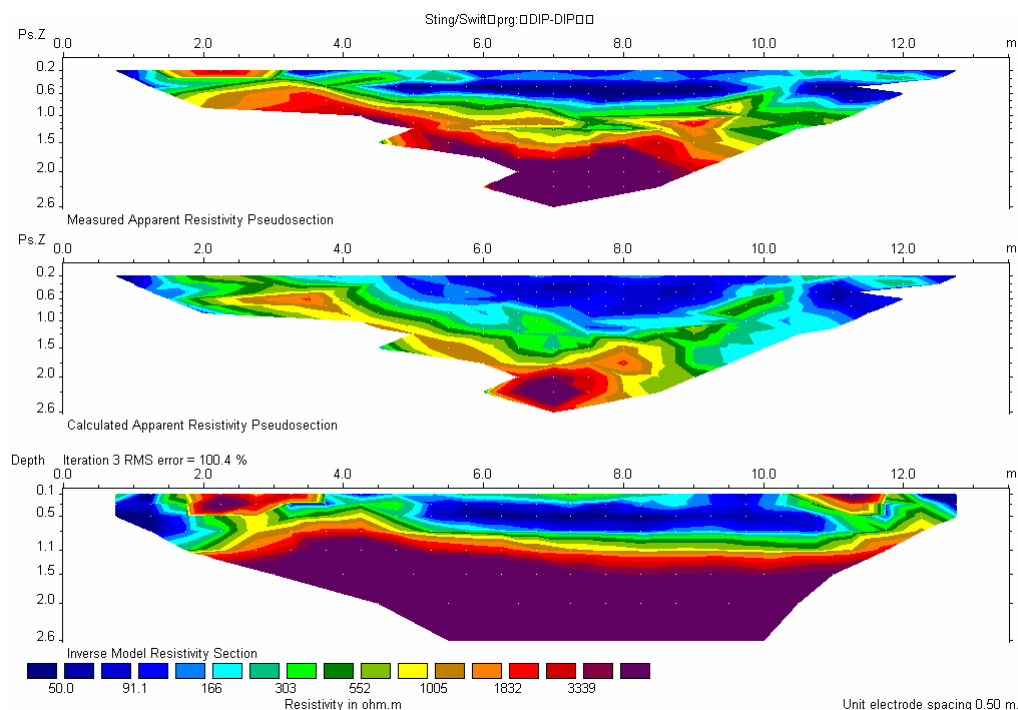 Sting/Swift□prg:□DIP-DIP□□
Ps.Z
0.0 2.0 4.0 6.0 8.0 10.0 12.0 m
0.2
0.6
1.0
1.5
2.0
2.6
Measured Apparent Resistivity Pseudosection
Ps.Z
0.0 2.0 4.0 6.0 8.0 10.0 12.0 m
0.2
0.6
1.0
1.5
2.0
2.6
Calculated Apparent Resistivity Pseudosection
Depth Iteration 3 RMS error = 100.4 %
0.0 2.0 4.0 6.0 8.0 10.0 12.0 m
0.1
0.5
1.1
1.5
2.0
2.6
Inverse Model Resistivity Section
50.0 91.1 166 303 552 1005 1832 3339
Resistivity in ohm.m Unit electrode spacing 0.50 m.